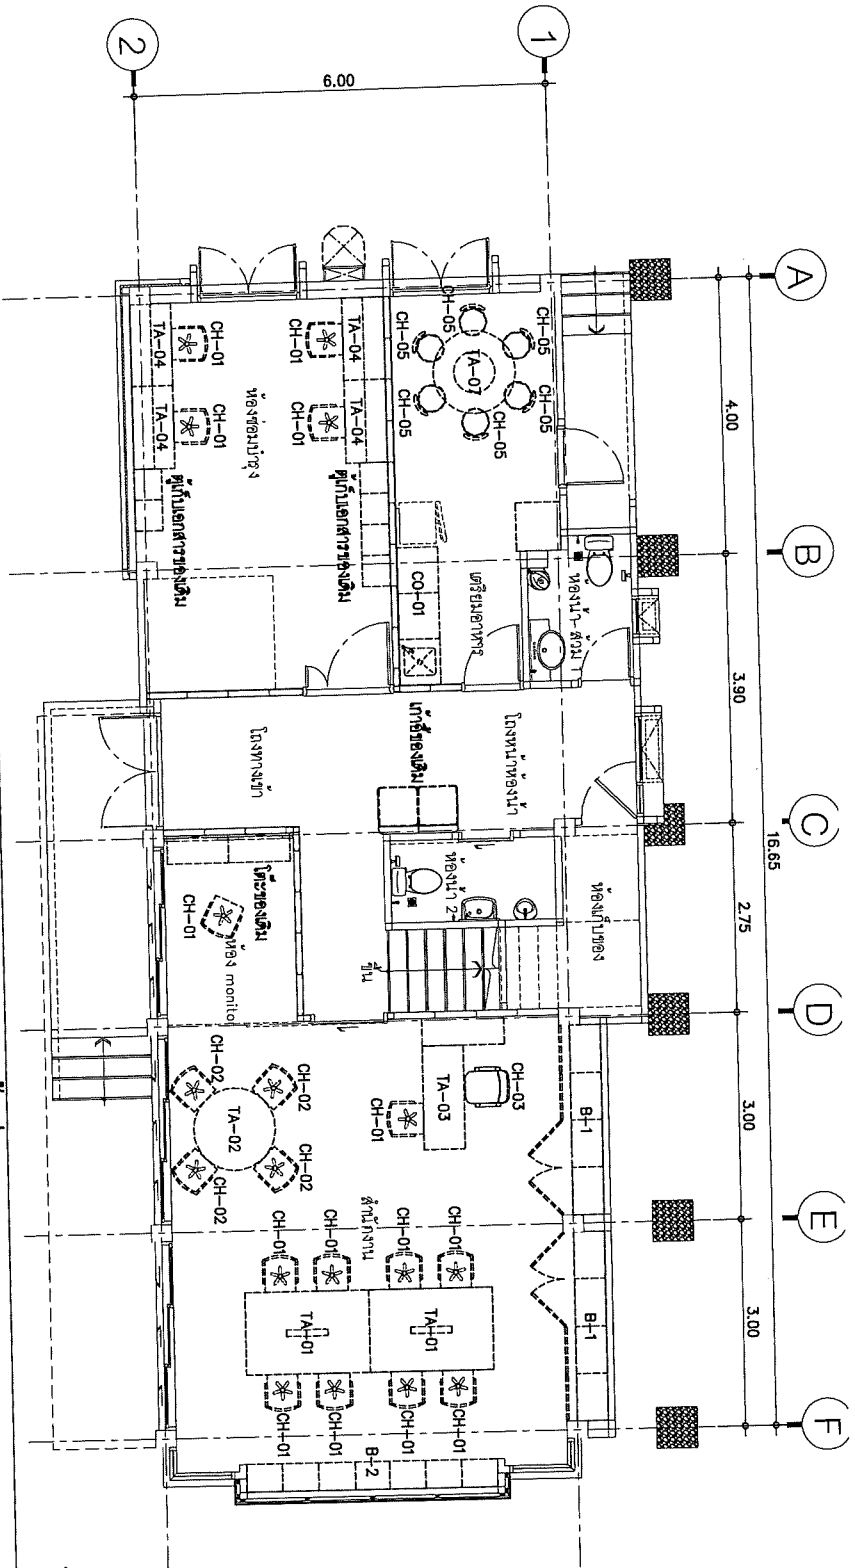 2
1
6.00
A
B
C
D
E
F
4.00
3.90
2.75
3.00
3.00
16.65
CH-05
CH-05
CH-05
CH-05
CH-05
CH-05
TA-07
TA-04
TA-04
TA-04
TA-04
CH-01
CH-01
CH-01
CH-01
ห้องซ่อมบำรุง
ตู้เก็บเอกสารของเดิม
ตู้เก็บเอกสารของเดิม
CO-01
เตรียมอาหาร
ห้องน้ำ-ส้วม 1
โถงทางเข้า
เก้าอี้ของเดิม
โถงหน้าห้องน้ำ
ห้องน้ำ 2
ห้องเก็บของ
โต๊ะของเดิม
CH-01
ห้อง monitor
ขึ้น
CH-02
CH-02
CH-02
CH-02
TA-02
TA-03
CH-03
CH-01
B-1
B-1
สำนักงาน
CH-01
CH-01
CH-01
CH-01
TA-01
TA-01
CH-01
CH-01
CH-01
CH-01
B-2